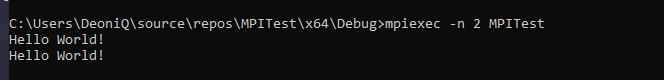 C:\Users\DeoniQ\source\repos\MPITest\x64\Debug>mpiexec -n 2 MPITest
Hello World!
Hello World!